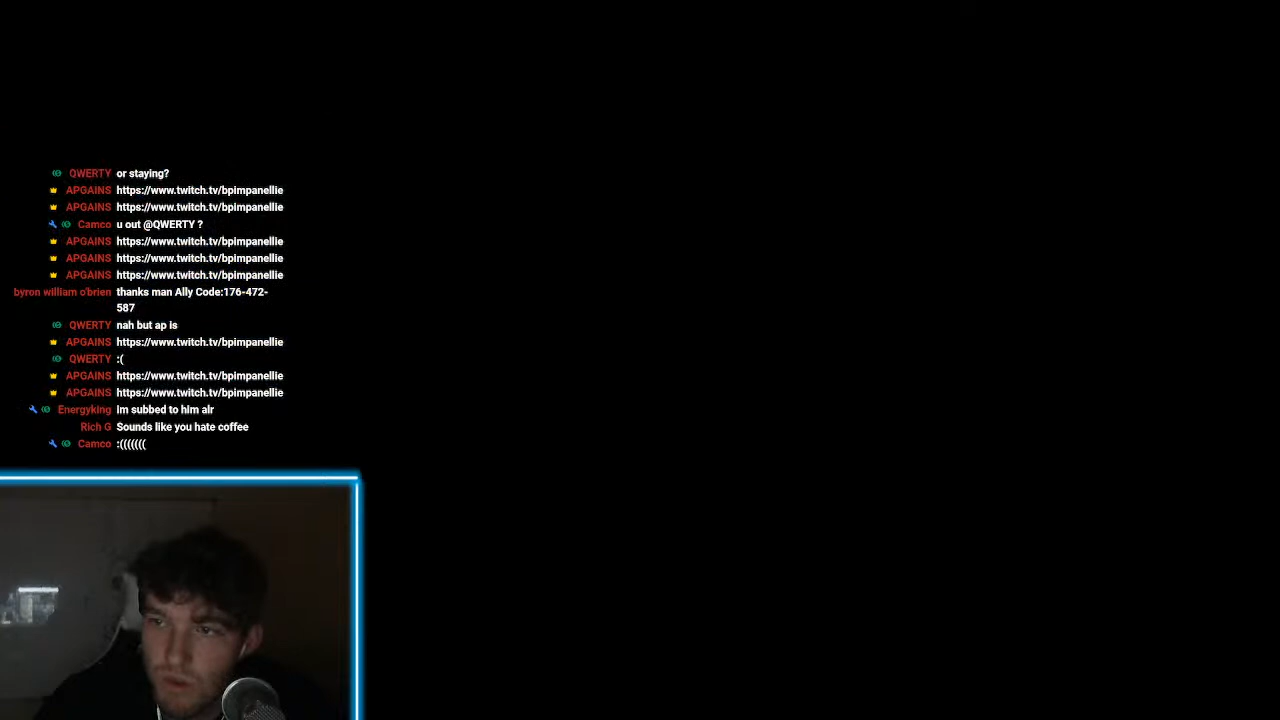 QWERTY or staying?
APGAINS https://www.twitch.tv/bpimpanellie
APGAINS https://www.twitch.tv/bpimpanellie
Camco u out @QWERTY ?
APGAINS https://www.twitch.tv/bpimpanellie
APGAINS https://www.twitch.tv/bpimpanellie
APGAINS https://www.twitch.tv/bpimpanellie
byron william o'brien thanks man Ally Code:176-472-
587
QWERTY nah but ap is
APGAINS https://www.twitch.tv/bpimpanellie
QWERTY :(
APGAINS https://www.twitch.tv/bpimpanellie
APGAINS https://www.twitch.tv/bpimpanellie
Energyking im subbed to him alr
Rich G Sounds like you hate coffee
Camco :(((((((